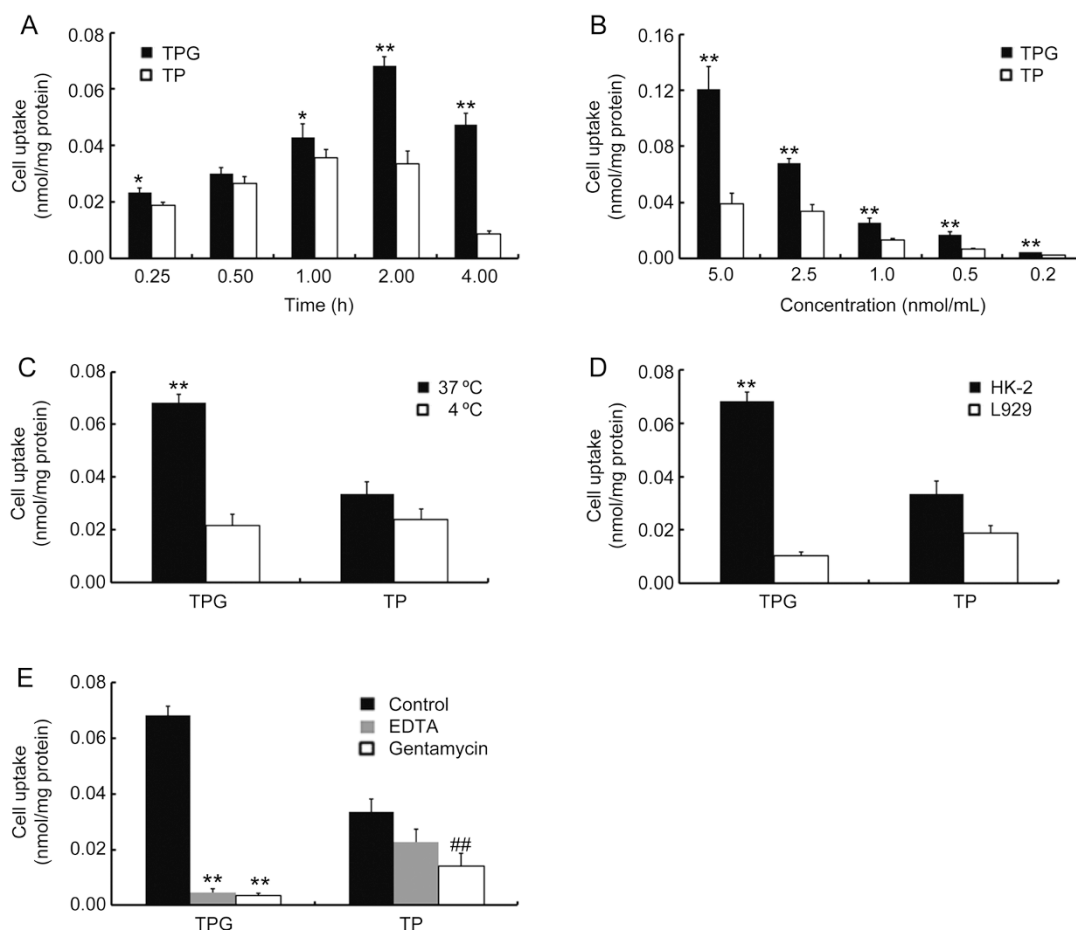 A
0.08
0.06
0.04
0.02
0.00
Cell uptake
(nmol/mg protein)
TPG
TP
*
*
**
**
0.25 0.50 1.00 2.00 4.00
Time (h)
B
0.16
0.12
0.08
0.04
0.00
Cell uptake
(nmol/mg protein)
TPG
TP
**
**
**
**
**
5.0 2.5 1.0 0.5 0.2
Concentration (nmol/mL)
C
0.08
0.06
0.04
0.02
0.00
Cell uptake
(nmol/mg protein)
37 ºC
4 ºC
**
TPG TP
D
0.08
0.06
0.04
0.02
0.00
Cell uptake
(nmol/mg protein)
HK-2
L929
**
TPG TP
E
0.08
0.06
0.04
0.02
0.00
Cell uptake
(nmol/mg protein)
Control
EDTA
Gentamycin
** **
##
TPG TP